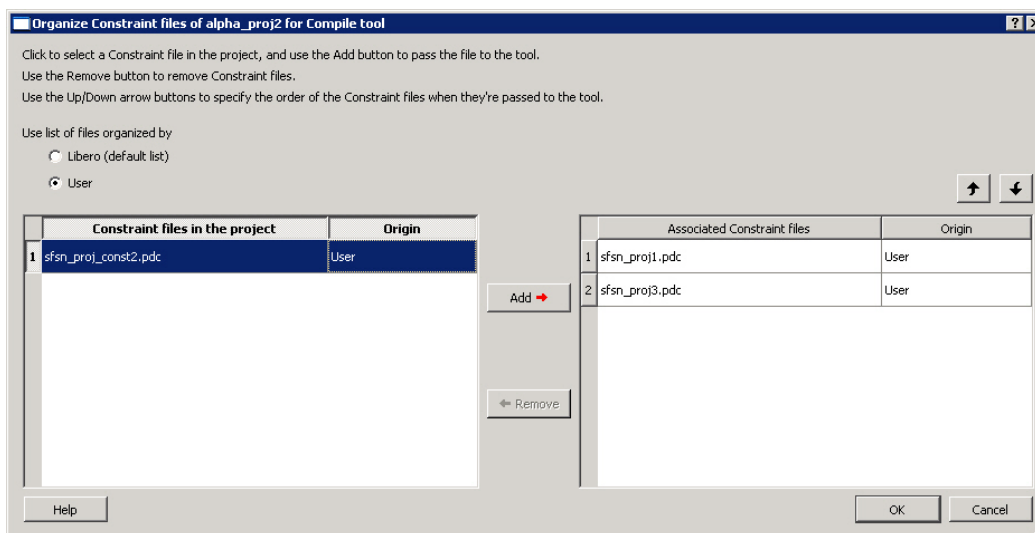 Organize Constraint files of alpha_proj2 for Compile tool
Click to select a Constraint file in the project, and use the Add button to pass the file to the tool.
Use the Remove button to remove Constraint files.
Use the Up/Down arrow buttons to specify the order of the Constraint files when they're passed to the tool.
Use list of files organized by
Libero (default list)
User
Constraint files in the project Origin
1 sfsn_proj_const2.pdc User
Add
Remove
Associated Constraint files Origin
1 sfsn_proj1.pdc User
2 sfsn_proj3.pdc User
Help
OK
Cancel